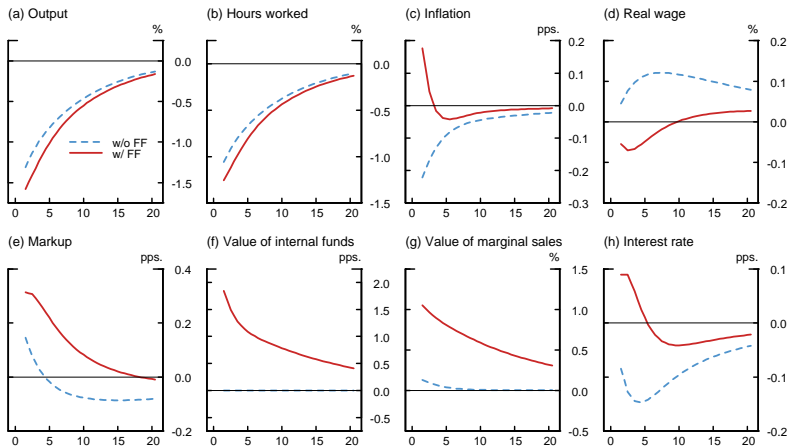 (a) Output
%
0.0
-0.5
-1.0
-1.5
w/o FF
w/ FF
0 5 10 15 20
(b) Hours worked
%
0.0
-0.5
-1.0
-1.5
0 5 10 15 20
(c) Inflation
pps.
0.2
0.1
0.0
-0.1
-0.2
-0.3
0 5 10 15 20
(d) Real wage
%
0.2
0.1
0.0
-0.1
-0.2
0 5 10 15 20
(e) Markup
pps.
0.4
0.2
0.0
-0.2
0 5 10 15 20
(f) Value of internal funds
pps.
2.0
1.5
1.0
0.5
0.0
-0.5
0 5 10 15 20
(g) Value of marginal sales
%
1.5
1.0
0.5
0.0
-0.5
0 5 10 15 20
(h) Interest rate
pps.
0.1
0.0
-0.1
-0.2
0 5 10 15 20